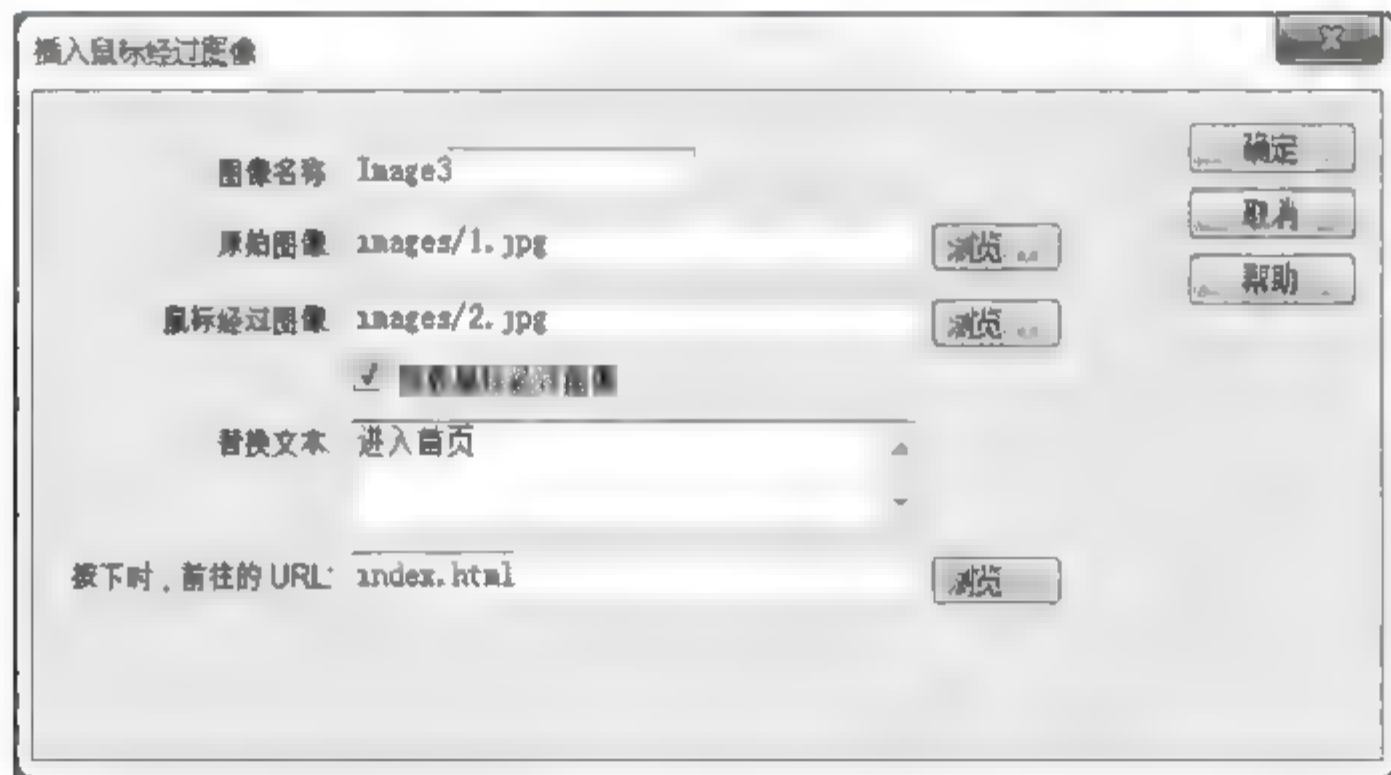 插入鼠标经过图像
图像名称 Image3
确定
原始图像 images/1.jpg 浏览...
取消
鼠标经过图像 images/2.jpg 浏览...
帮助
替换文本 进入首页
按下时，前往的 URL: index.html 浏览